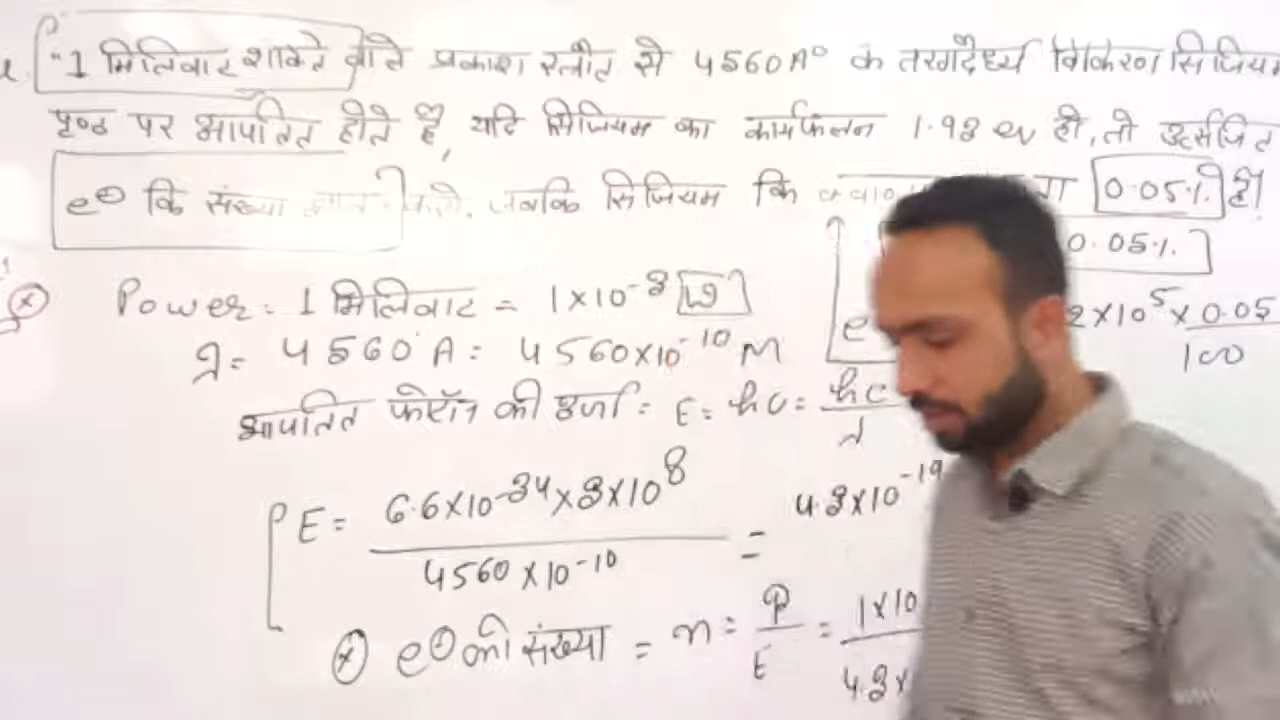 "1 मिलिवाट शक्ति वाले प्रकाश स्त्रोत से 4560A° के तरंगदैर्ध्य विकिरण सिजियम
पृष्ठ पर आपतित होते है, यदि सिजियम का कार्यफलन 1.93 ev हो, तो उत्सर्जित
e⊖ कि संख्या ज्ञात करो, जबकि सिजियम कि 0.05%. है!
0.05%.
2×10⁵ × 0.05
100
Power: 1 मिलिवाट = 1×10⁻³ W
λ= 4560°A = 4560×10⁻¹⁰ M
आपतित फोटॉन की ऊर्जा = E= hυ = hc/λ
E= 6.6×10⁻³⁴×3×10⁸ / 4560×10⁻¹⁰ = 4.3×10⁻¹⁹
e⊖ की संख्या = n = P/E = 1×10 / 4.3×